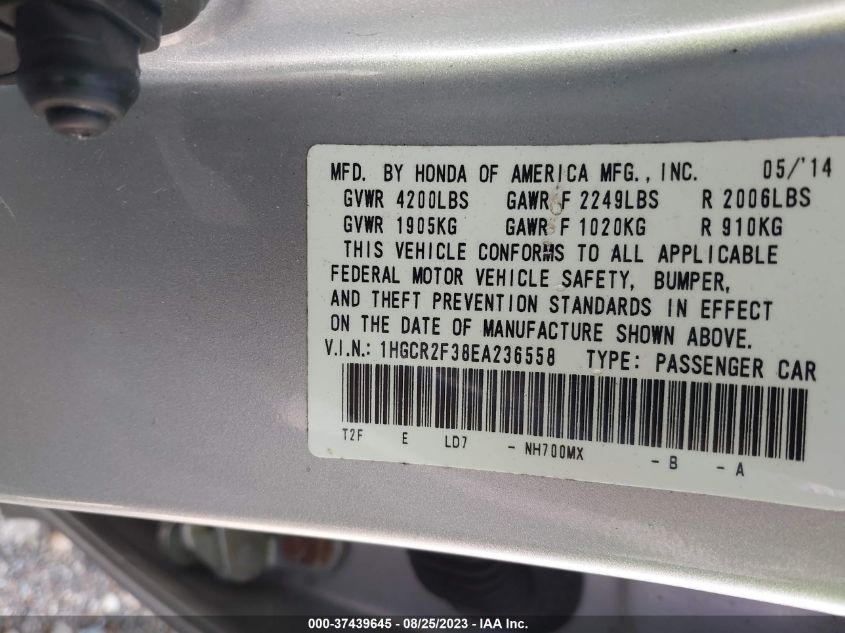 MFD. BY HONDA OF AMERICA MFG., INC. 05/'14
GVWR 4200LBS GAWR F 2249LBS R 2006LBS
GVWR 1905KG GAWR F 1020KG R 910KG
THIS VEHICLE CONFORMS TO ALL APPLICABLE
FEDERAL MOTOR VEHICLE SAFETY, BUMPER,
AND THEFT PREVENTION STANDARDS IN EFFECT
ON THE DATE OF MANUFACTURE SHOWN ABOVE.
V.I.N.: 1HGCR2F38EA236558 TYPE: PASSENGER CAR
T2F E LD7 - NH700MX - B - A
000-37439645 - 08/25/2023 - IAA Inc.